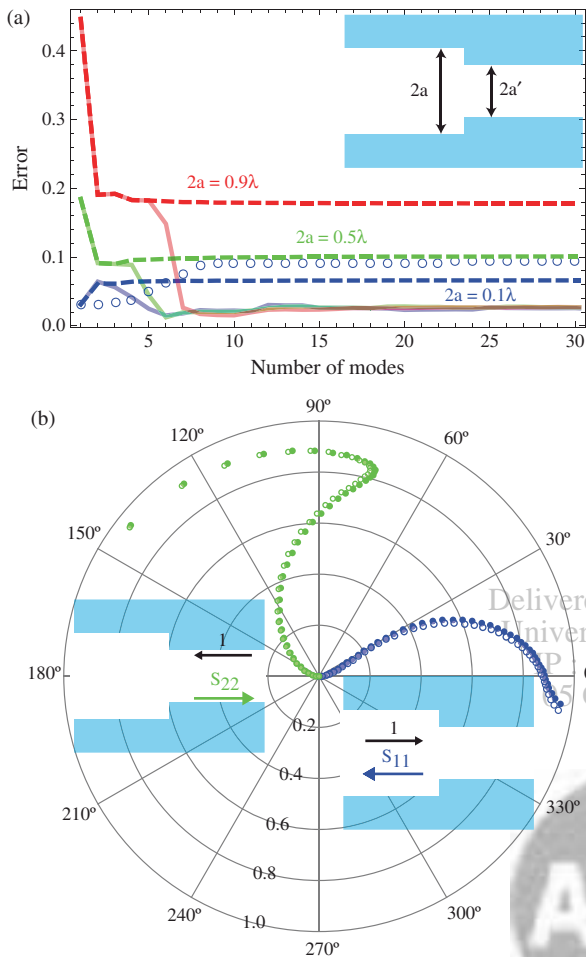 (a)
0.4
0.3
0.2
0.1
0.0
Error
2a
2a′
2a = 0.9λ
2a = 0.5λ
2a = 0.1λ
5
10
15
20
25
30
Number of modes
(b)
90º
120º
60º
150º
30º
Delivere
Univer
180º
1
S22
0.2
1
S11
0.4
210º
0.6
330º
0.8
240º
1.0
300º
270º